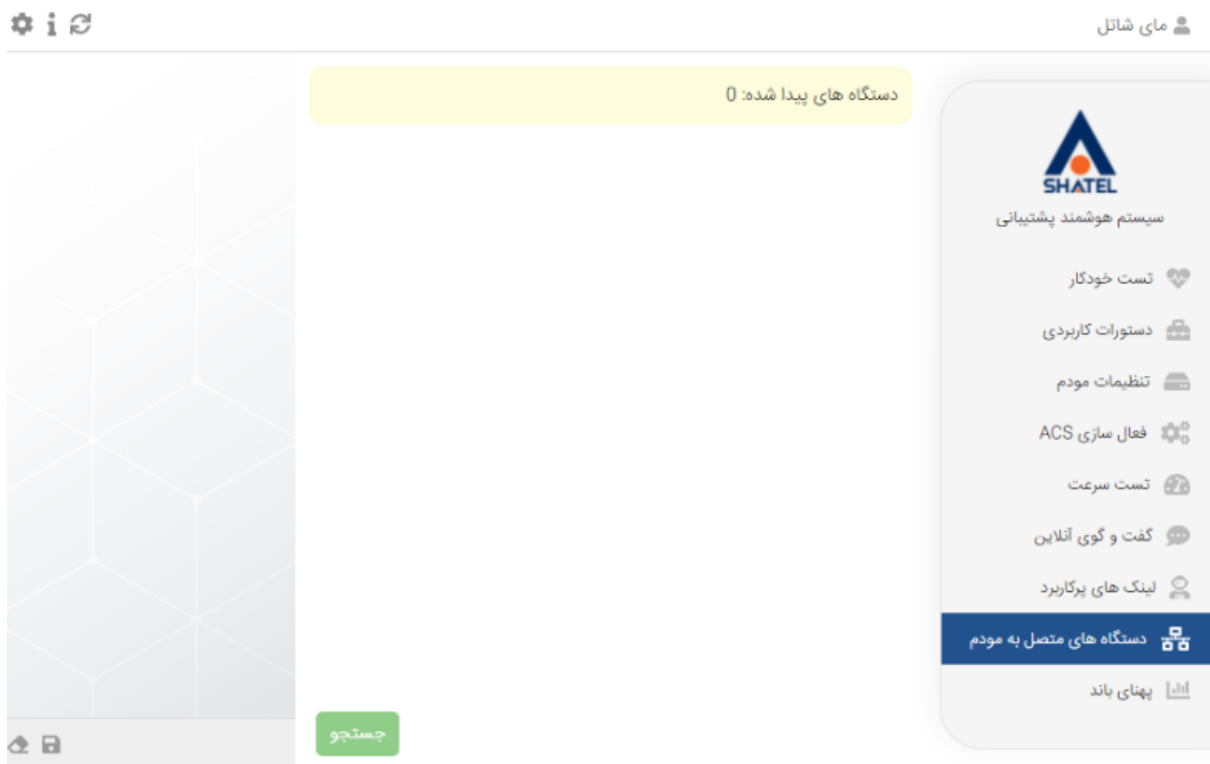 مای شاتل
دستگاه های پیدا شده: 0
SHATEL
سیستم هوشمند پشتیبانی
تست خودکار
دستورات کاربردی
تنظیمات مودم
فعال سازی ACS
تست سرعت
گفت و گوی آنلاین
لینک های پرکاربرد
دستگاه های متصل به مودم
پهنای باند
جستجو